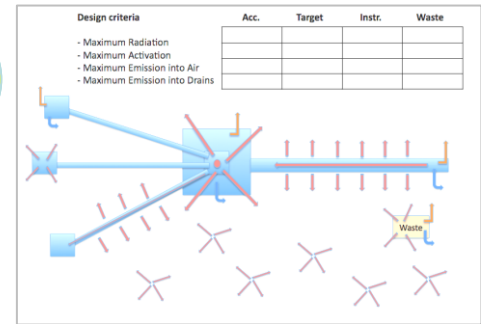 Design criteria Acc. Target Instr. Waste
- Maximum Radiation
- Maximum Activation
- Maximum Emission into Air
- Maximum Emission into Drains
Waste